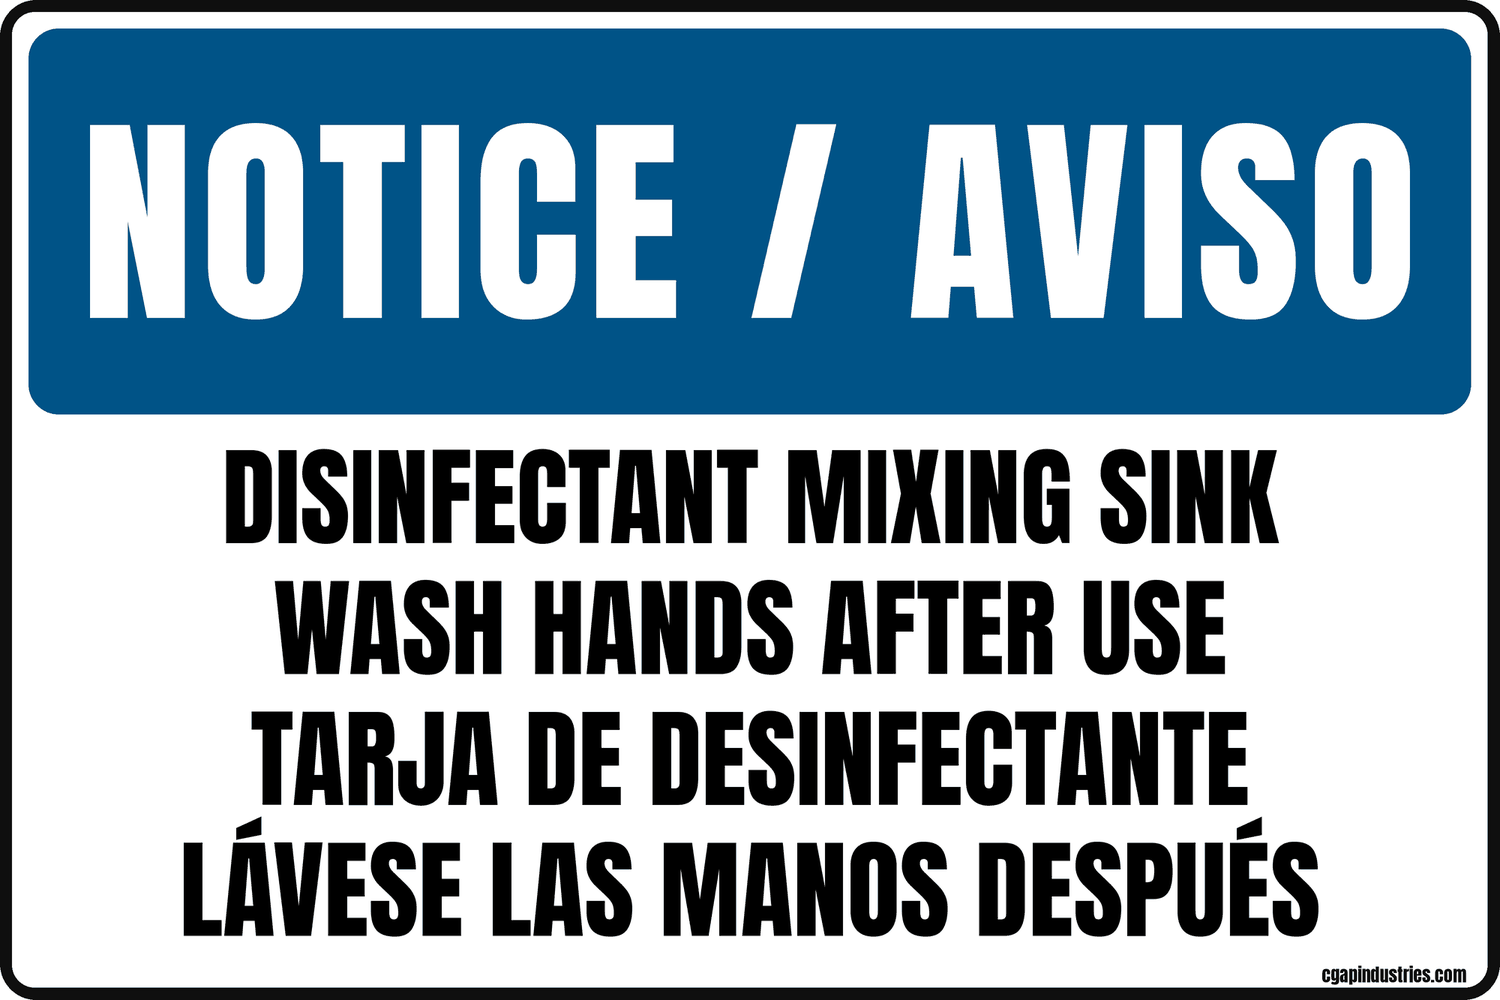 NOTICE / AVISO
DISINFECTANT MIXING SINK
WASH HANDS AFTER USE
TARJA DE DESINFECTANTE
LÁVESE LAS MANOS DESPUÉS
cgapindustries.com